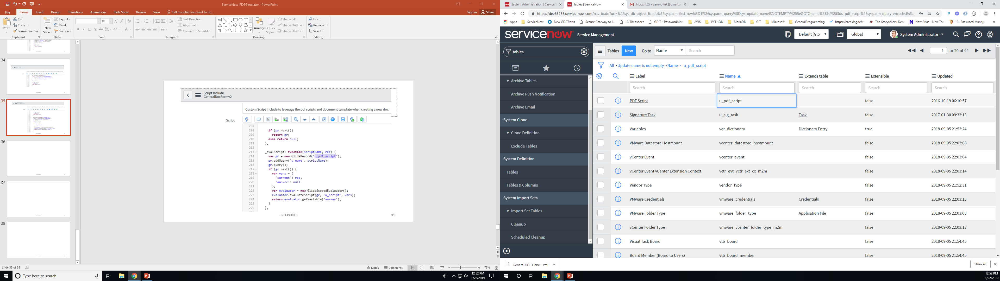 ServiceNow_PDGGenerator - PowerPoint
File Home Insert Design Transitions Animations Slide Show Review View Tell me what you want to do... Sign in Share
Paste
Cut
Copy
Format Painter
Clipboard
New Slide
Layout
Reset
Section
Slides
18
Font
Text Direction
Align Text
Convert to SmartArt
Paragraph
Arrange
Quick Styles
Shape Fill
Shape Outline
Shape Effects
Drawing
Find
Replace
Select
Editing
34
35
36
37
38
Script Include
GeneralDocFormv2
Custom Script include to leverage the pdf scripts and document template when creating a new doc.
Script
207
208 if (gr.next())
209 return gr;
210 else return null;
211 },
212
213 _evalScript: function(scriptName, rec) {
214 var gr = new GlideRecord('u_pdf_script');
215 gr.addQuery('u_name', scriptName);
216 gr.query();
217 if (gr.next()) {
218 var vars = {
219 'current': rec,
220 'answer': null
221 };
222 var evaluator = new GlideScopedEvaluator();
223 evaluator.evaluateScript(gr, 'u_script', vars);
224 return evaluator.getVariable('answer');
225 }
226 },
UNCLASSIFIED 35
Slide 35 of 38 Notes Comments 75%
Type here to search
12:52 PM
1/22/2019
System Administration | ServiceN Tables | ServiceNow Inbox (62) - genmoltek@gmail.c
https://dev65258.service-now.com/nav_to.do?uri=%2Fsys_db_object_list.do%3Fsysparm_first_row%3D1%26sysparm_query%3Dsys_update_nameISNOTEMPTY%255eGOTOname%253e%253du_pdf_script%26sysparm_query_encoded%3...
Apps ServiceNow New GDITPorta Secure Gateway to N L3 Timesheet GDIT - PasswordMan AWS PYTHON MariaDB GIT Microsoft GeneralProgramming https://breakingdefe The Storytellers: Dece New Atlas - New Tec L3 -Password Manag
servicenow Service Management Default [Glo Global System Administrator
tables
Archive Tables
Archive Push Notification
Archive Email
System Clone
Clone Definition
Exclude Tables
System Definition
Tables
Tables & Columns
System Import Sets
Import Set Tables
Cleanup
Scheduled Cleanup
Tables New Go to Name Search 1 to 20 of 94
All > Update name is not empty > Name >= u_pdf_script
Label Name Extends table Extensible Updated
Search Search Search Search Search
PDF Script u_pdf_script false 2016-10-19 06:10:57
Signature Task u_sig_task Task false 2017-01-30 09:33:13
Variables var_dictionary Dictionary Entry true 2018-09-05 21:53:24
VMware Datastore HostMount vcenter_datastore_hostmount false 2018-09-05 22:03:08
vCenter Event vcenter_event false 2018-09-05 22:03:04
vCenter Event vCenter Extension Context vctr_evt_vctr_ext_cx_m2m false 2018-09-05 22:03:14
Vendor Type vendor_type false 2018-09-05 21:52:31
VMware Credentials vmware_credentials Credentials false 2018-09-05 22:03:13
VMware Folder Type vmware_folder_type Application File false 2018-09-05 22:03:08
vCenter Folder Type vmware_vcenter_folder_type_m2m false 2018-09-05 22:03:13
Visual Task Board vtb_board false 2018-09-05 21:54:45
Board Member (Board to Users) vtb_board_member false 2018-09-05 21:54:45
General PDF Gene....xml Show all
12:52 PM
1/22/2019